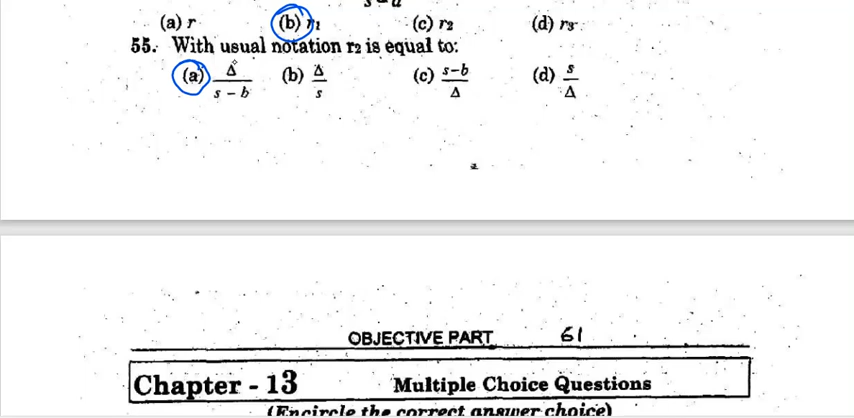 (a) r (b) r₁ (c) r₂ (d) r₃
55. With usual notation r₂ is equal to:
(a) Δ/(s – b) (b) Δ/s (c) (s–b)/Δ (d) s/Δ
OBJECTIVE PART 61
Chapter - 13 Multiple Choice Questions
(Encircle the correct answer choice)